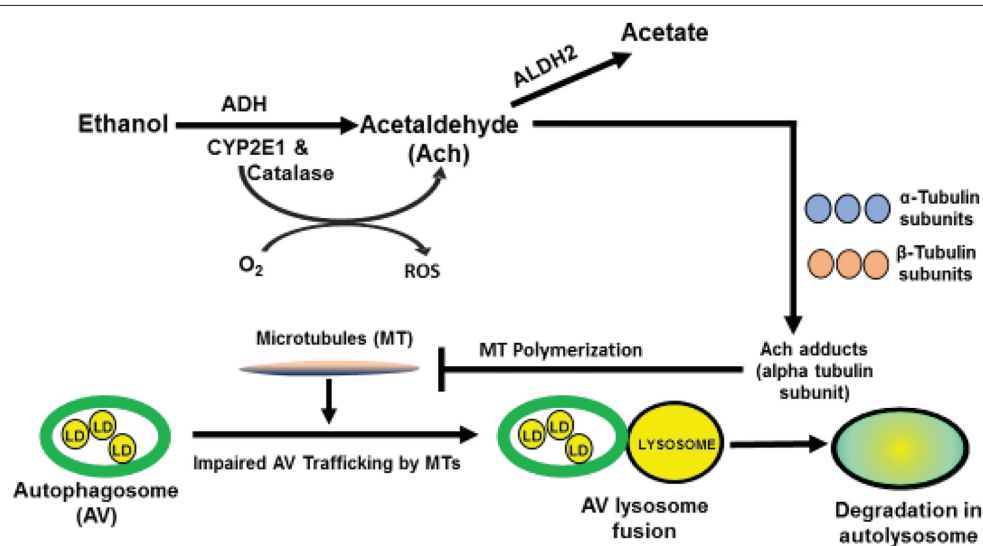 Acetate
ALDH2
Ethanol
ADH
Acetaldehyde
(Ach)
CYP2E1 &
Catalase
O₂
ROS
α-Tubulin
subunits
β-Tubulin
subunits
Microtubules (MT)
MT Polymerization
Ach adducts
(alpha tubulin
subunit)
LD
LD
LD
Impaired AV Trafficking by MTs
LD
LD
LD
LYSOSOME
Autophagosome
(AV)
AV lysosome
fusion
Degradation in
autolysosome